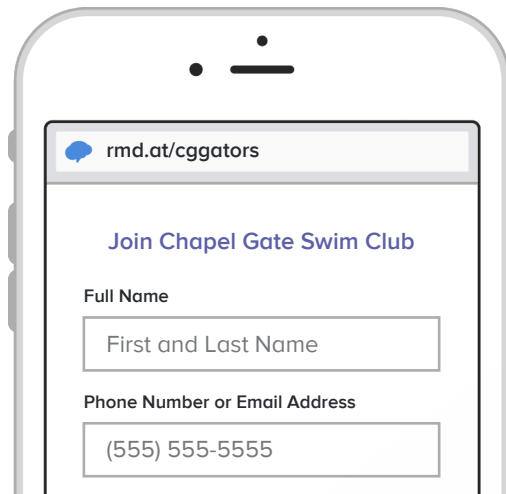 rmd.at/cggators
Join Chapel Gate Swim Club
Full Name
First and Last Name
Phone Number or Email Address
(555) 555-5555